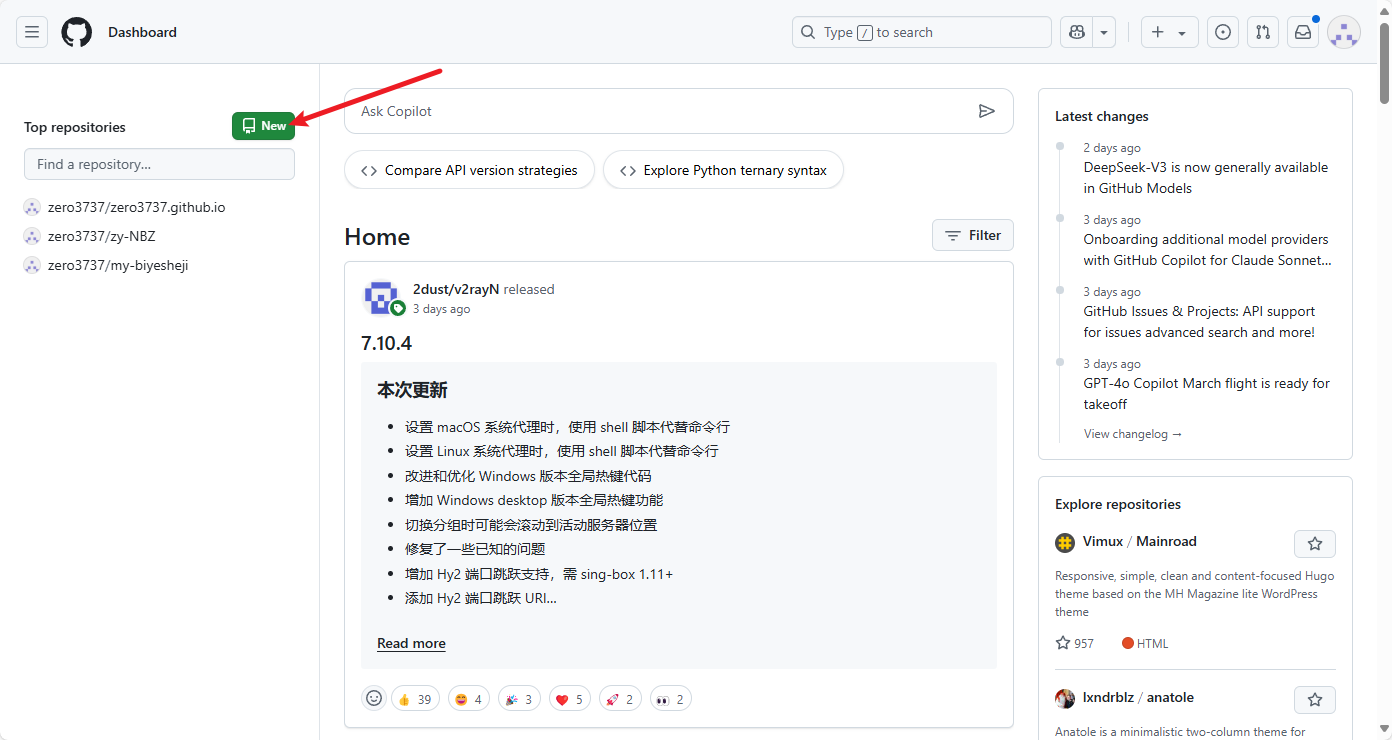 Dashboard
Type / to search
Top repositories
New
Find a repository...
zero3737/zero3737.github.io
zero3737/zy-NBZ
zero3737/my-biyesheji
Ask Copilot
Compare API version strategies
Explore Python ternary syntax
Home
Filter
2dust/v2rayN released
3 days ago
7.10.4
本次更新
设置 macOS 系统代理时，使用 shell 脚本代替命令行
设置 Linux 系统代理时，使用 shell 脚本代替命令行
改进和优化 Windows 版本全局热键代码
增加 Windows desktop 版本全局热键功能
切换分组时可能会滚动到活动服务器位置
修复了一些已知的问题
增加 Hy2 端口跳跃支持，需 sing-box 1.11+
添加 Hy2 端口跳跃 URI...
Read more
39
4
3
5
2
2
Latest changes
2 days ago
DeepSeek-V3 is now generally available
in GitHub Models
3 days ago
Onboarding additional model providers
with GitHub Copilot for Claude Sonnet...
3 days ago
GitHub Issues & Projects: API support
for issues advanced search and more!
3 days ago
GPT-4o Copilot March flight is ready for
takeoff
View changelog →
Explore repositories
Vimux / Mainroad
Responsive, simple, clean and content-focused Hugo
theme based on the MH Magazine lite WordPress
theme
957
HTML
lxndrblz / anatole
Anatole is a minimalistic two-column theme for